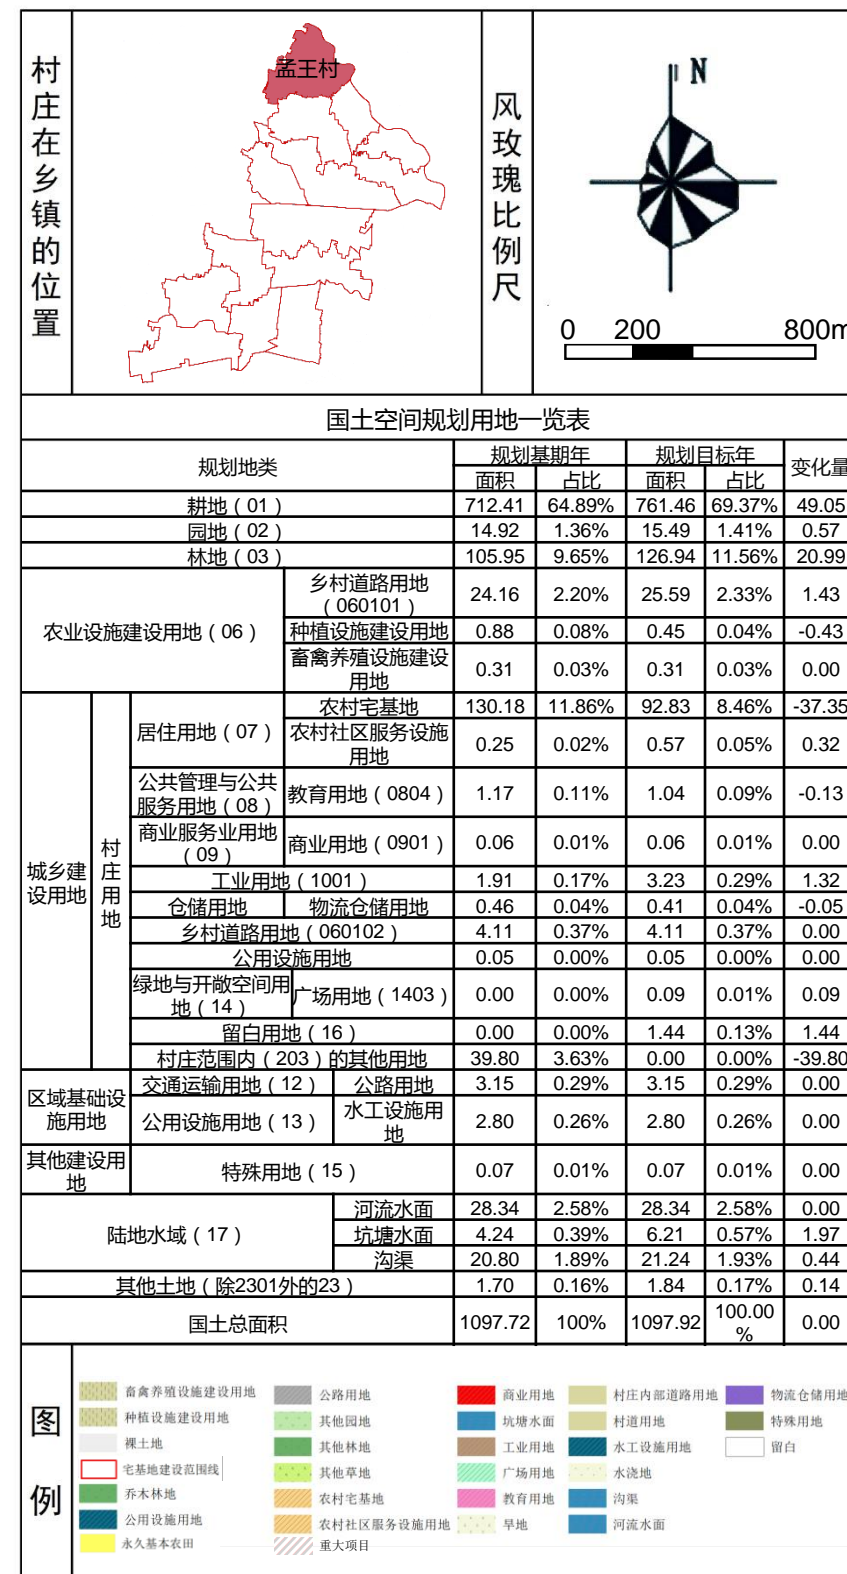 村庄在乡镇的位置
孟王村
风玫瑰比例尺
N
0 200 800m
国土空间规划用地一览表
规划地类 规划基期年 规划目标年 变化量
面积 占比 面积 占比
耕地（01） 712.41 64.89% 761.46 69.37% 49.05
园地（02） 14.92 1.36% 15.49 1.41% 0.57
林地（03） 105.95 9.65% 126.94 11.56% 20.99
农业设施建设用地（06）
乡村道路用地
（060101） 24.16 2.20% 25.59 2.33% 1.43
种植设施建设用地 0.88 0.08% 0.45 0.04% -0.43
畜禽养殖设施建设
用地 0.31 0.03% 0.31 0.03% 0.00
城乡建
设用地
村庄用地
居住用地（07）
农村宅基地 130.18 11.86% 92.83 8.46% -37.35
农村社区服务设施
用地 0.25 0.02% 0.57 0.05% 0.32
公共管理与公共
服务用地（08） 教育用地（0804） 1.17 0.11% 1.04 0.09% -0.13
商业服务业用地
（09） 商业用地（0901） 0.06 0.01% 0.06 0.01% 0.00
工业用地（1001） 1.91 0.17% 3.23 0.29% 1.32
仓储用地 物流仓储用地 0.46 0.04% 0.41 0.04% -0.05
乡村道路用地（060102） 4.11 0.37% 4.11 0.37% 0.00
公用设施用地 0.05 0.00% 0.05 0.00% 0.00
绿地与开敞空间用
地（14） 广场用地（1403） 0.00 0.00% 0.09 0.01% 0.09
留白用地（16） 0.00 0.00% 1.44 0.13% 1.44
村庄范围内（203）的其他用地 39.80 3.63% 0.00 0.00% -39.80
区域基础设
施用地
交通运输用地（12） 公路用地 3.15 0.29% 3.15 0.29% 0.00
公用设施用地（13） 水工设施用
地 2.80 0.26% 2.80 0.26% 0.00
其他建设用
地 特殊用地（15） 0.07 0.01% 0.07 0.01% 0.00
陆地水域（17）
河流水面 28.34 2.58% 28.34 2.58% 0.00
坑塘水面 4.24 0.39% 6.21 0.57% 1.97
沟渠 20.80 1.89% 21.24 1.93% 0.44
其他土地（除2301外的23） 1.70 0.16% 1.84 0.17% 0.14
国土总面积 1097.72 100% 1097.92 100.00
% 0.00
图例
畜禽养殖设施建设用地 公路用地 商业用地 村庄内部道路用地 物流仓储用地
种植设施建设用地 其他园地 坑塘水面 村道用地 特殊用地
裸土地 其他林地 工业用地 水工设施用地 留白
宅基地建设范围线 其他草地 广场用地 水浇地
乔木林地 农村宅基地 教育用地 沟渠
公用设施用地 农村社区服务设施用地 旱地 河流水面
永久基本农田 重大项目